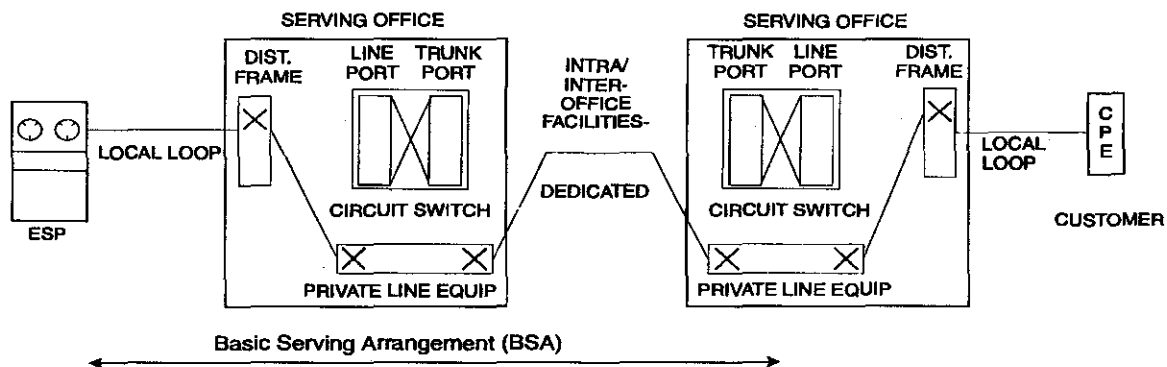 SERVING OFFICE
DIST.
FRAME
LINE
PORT
TRUNK
PORT
CIRCUIT SWITCH
PRIVATE LINE EQUIP
LOCAL LOOP
ESP
INTRA/
INTER-
OFFICE
FACILITIES-
DEDICATED
SERVING OFFICE
TRUNK
PORT
LINE
PORT
DIST.
FRAME
CIRCUIT SWITCH
PRIVATE LINE EQUIP
LOCAL
LOOP
C
P
E
CUSTOMER
Basic Serving Arrangement (BSA)